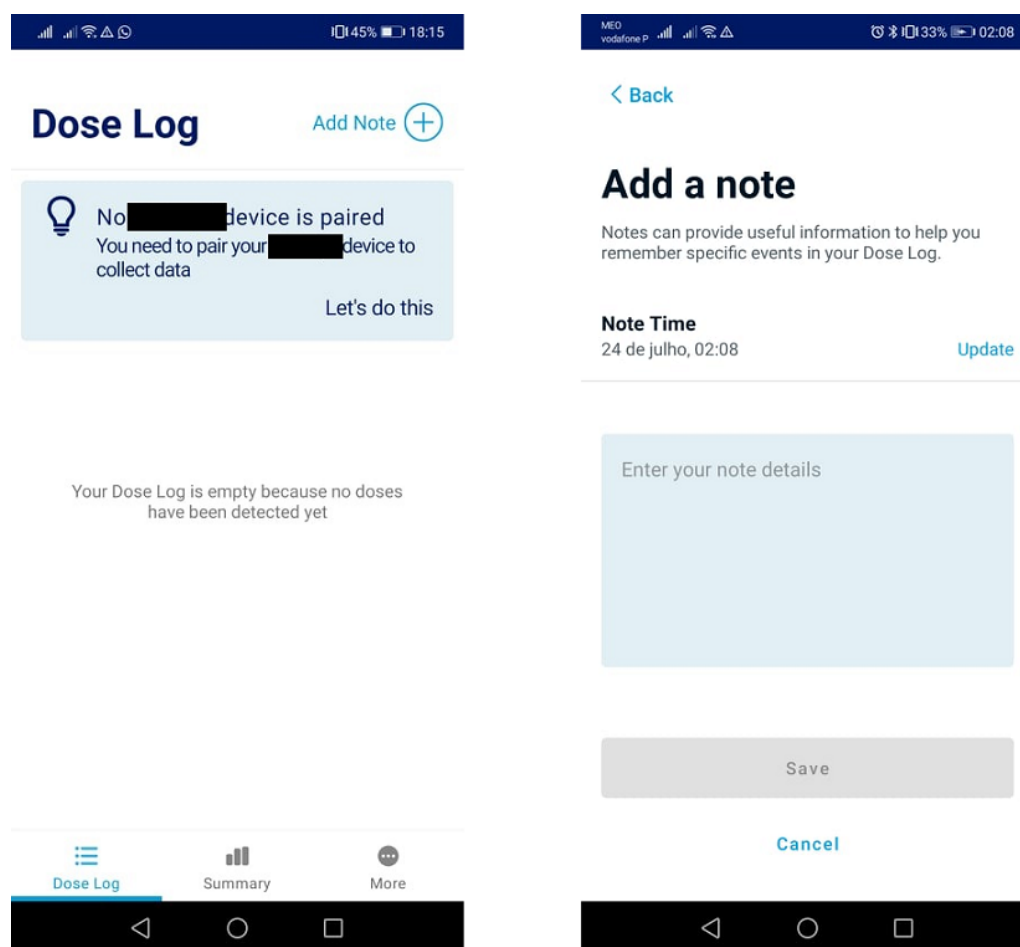 45% 18:15
Dose Log
Add Note
No device is paired
You need to pair your device to
collect data
Let's do this
Your Dose Log is empty because no doses
have been detected yet
Dose Log
Summary
More
MEO
vodafone P
33% 02:08
Back
Add a note
Notes can provide useful information to help you
remember specific events in your Dose Log.
Note Time
24 de julho, 02:08
Update
Enter your note details
Save
Cancel